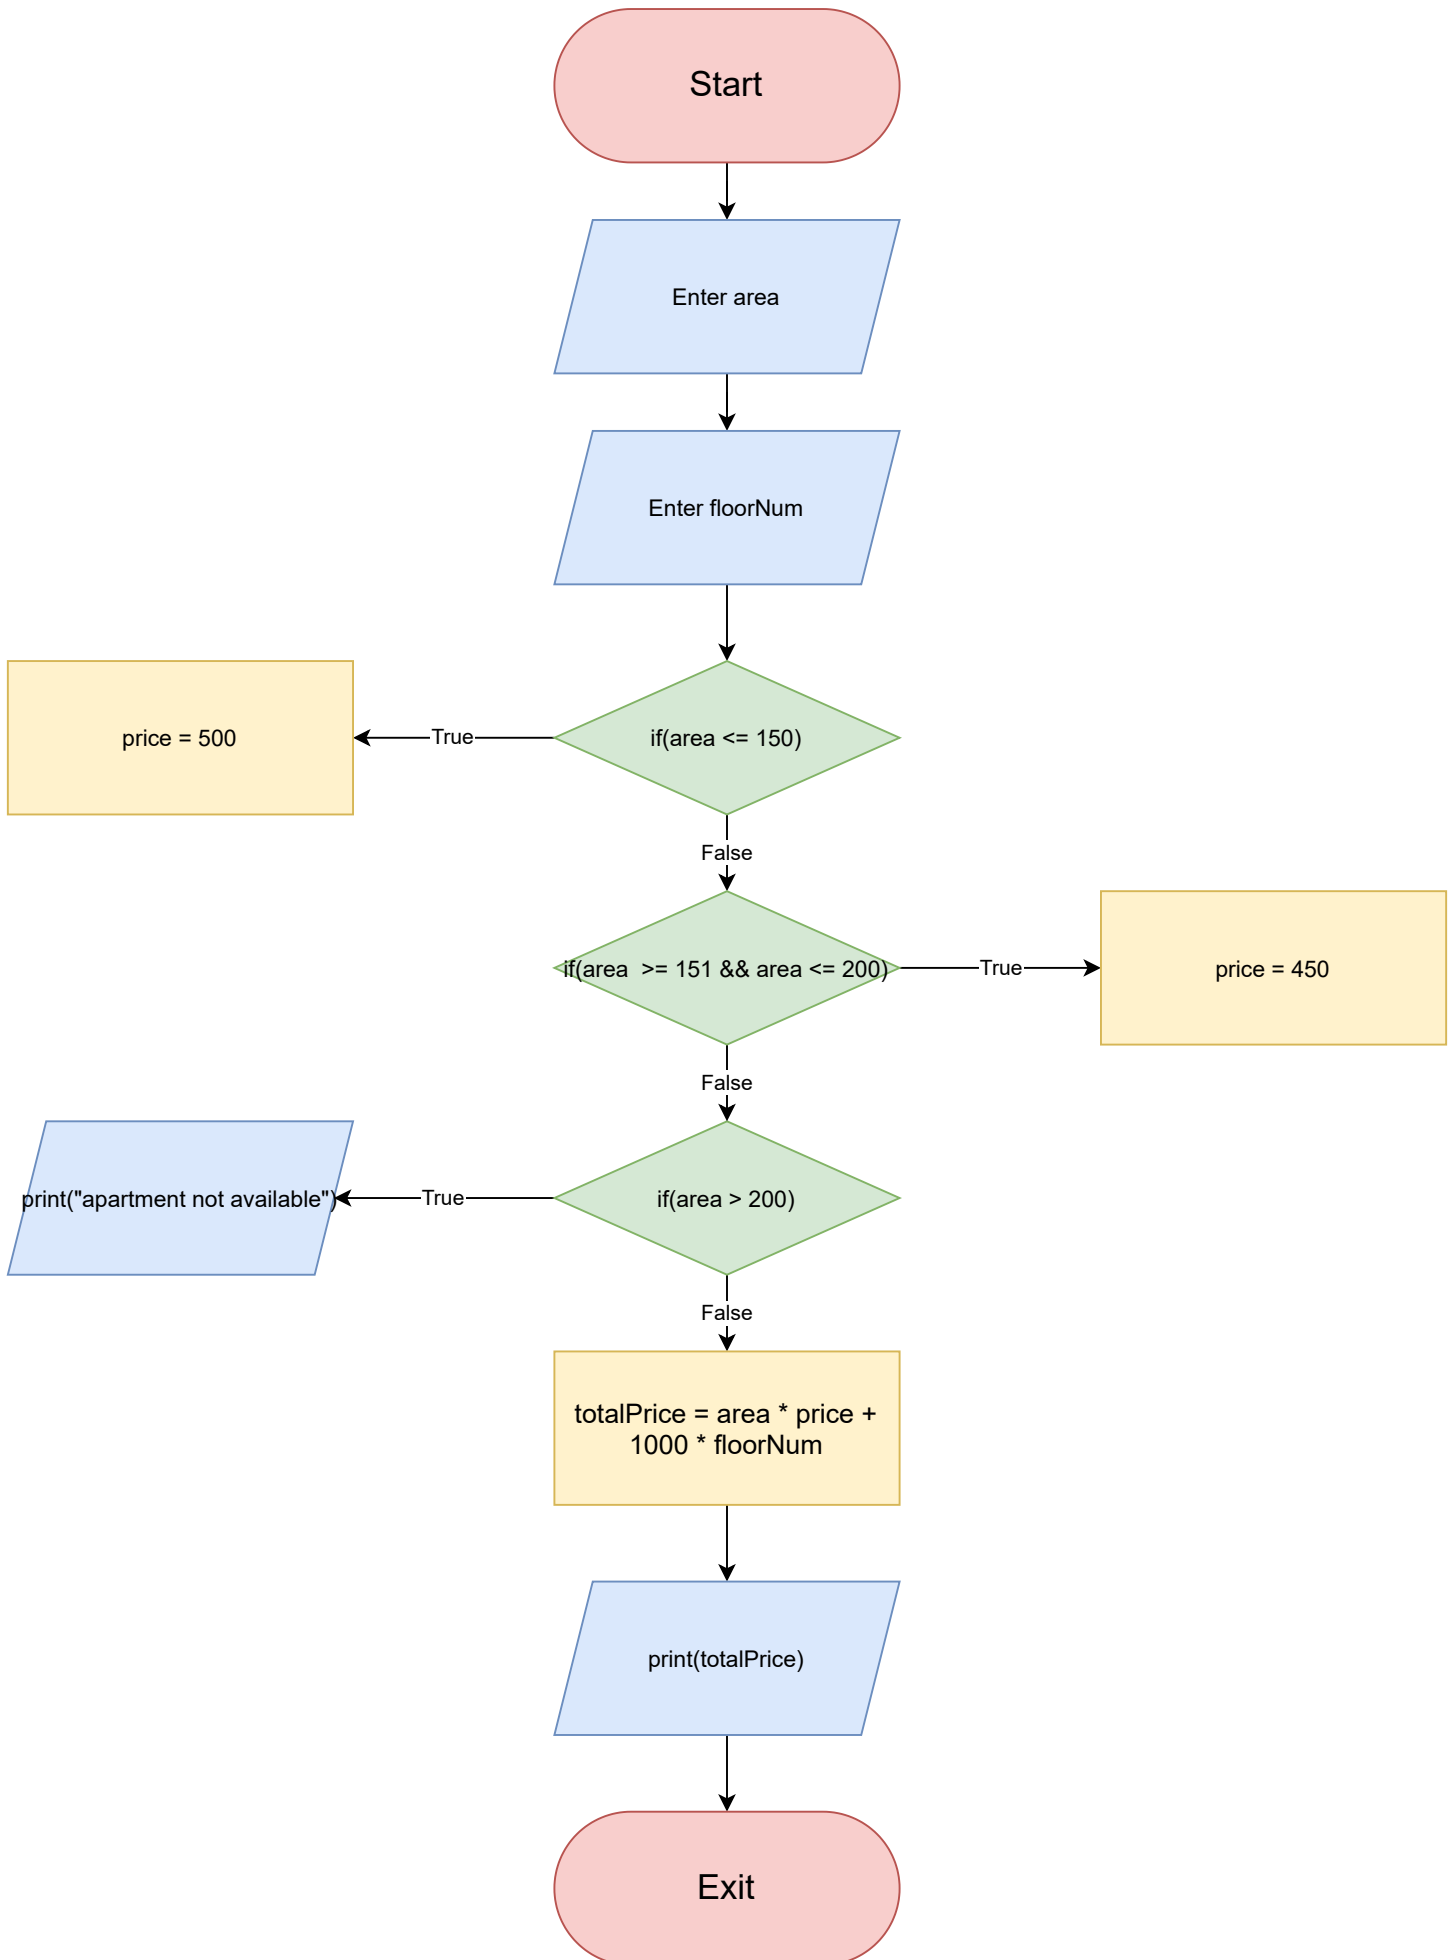 Start
Enter area
Enter floorNum
if(area <= 150)
True
price = 500
False
if(area  >= 151 && area <= 200)
True
price = 450
False
if(area > 200)
True
print("apartment not available")
False
totalPrice = area * price +
1000 * floorNum
print(totalPrice)
Exit